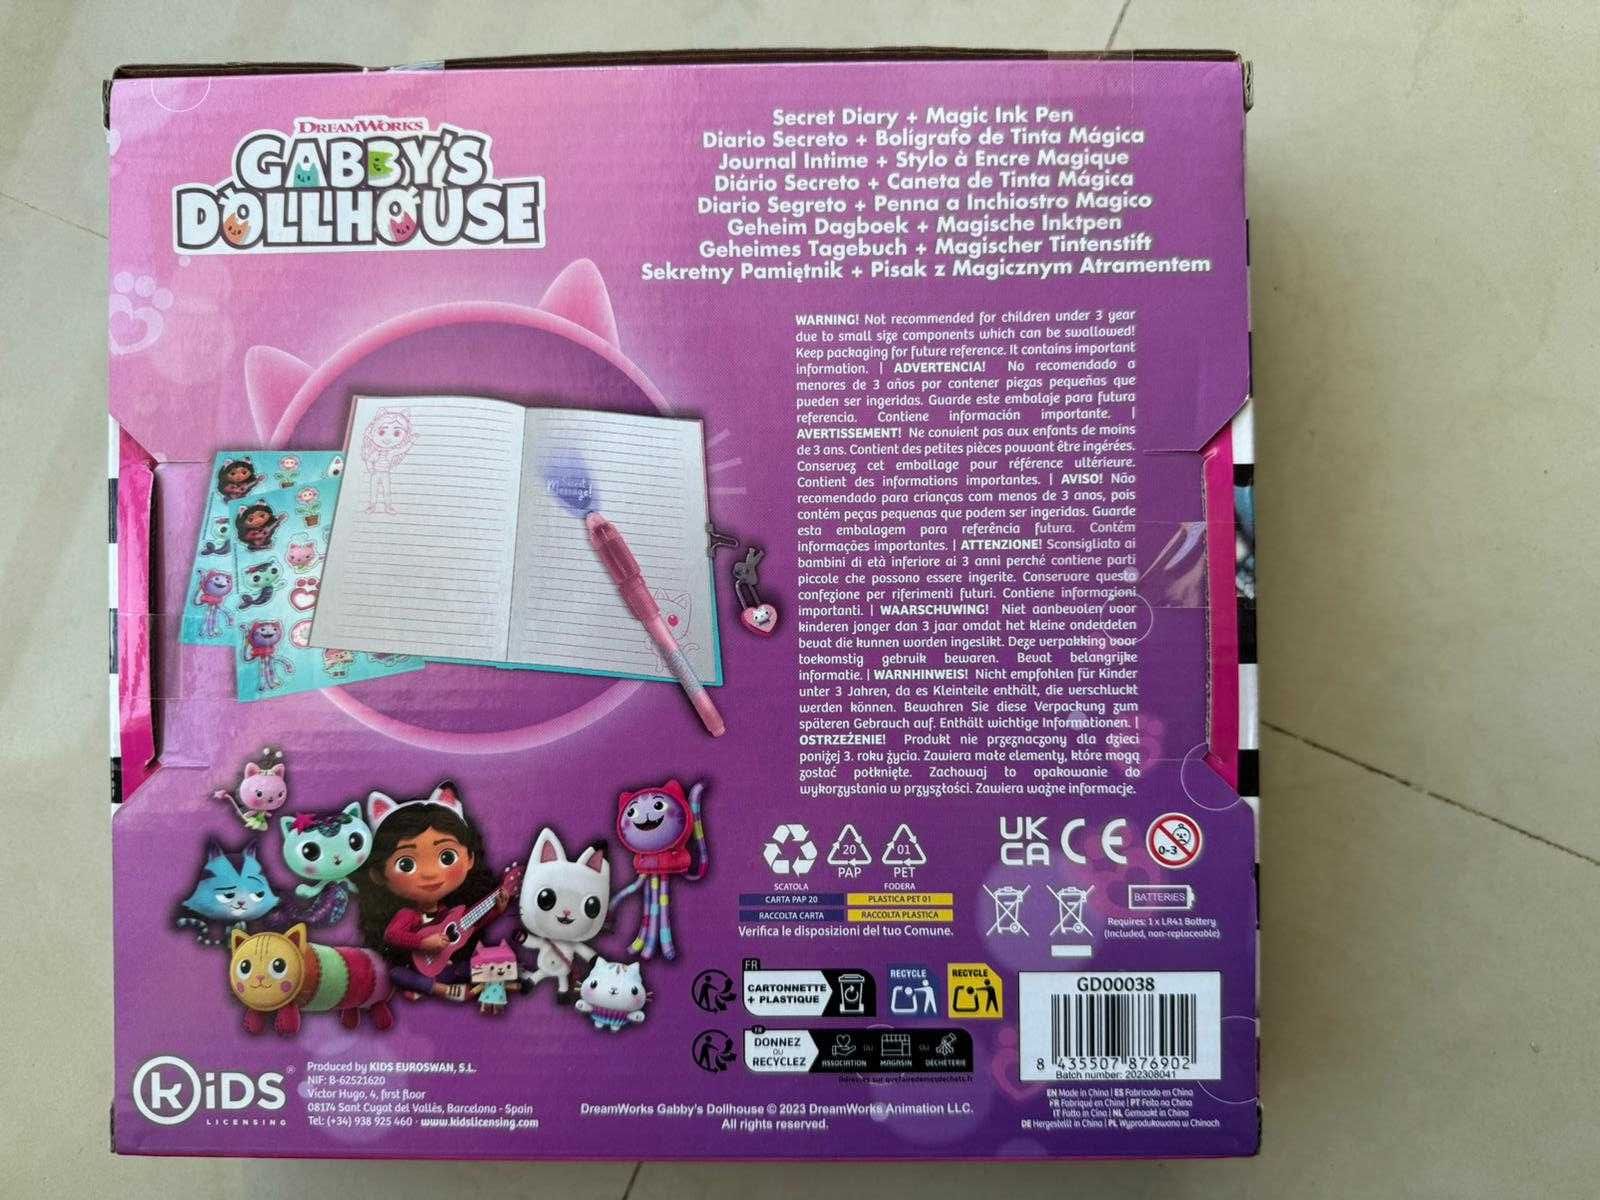 DREAMWORKS
GABBY'S
DOLLHOUSE
Secret Diary + Magic Ink Pen
Diario Secreto + Bolígrafo de Tinta Mágica
Journal Intime + Stylo à Encre Magique
Diário Secreto + Caneta de Tinta Mágica
Diario Segreto + Penna a Inchiostro Magico
Geheim Dagboek + Magische Inktpen
Geheimes Tagebuch + Magischer Tintenstift
Sekretny Pamiętnik + Pisak z Magicznym Atramentem
WARNING! Not recommended for children under 3 year
due to small size components which can be swallowed!
Keep packaging for future reference. It contains important
information. | ADVERTENCIA! No recomendado a
menores de 3 años por contener piezas pequeñas que
pueden ser ingeridas. Guarde este embalaje para futura
referencia. Contiene información importante. |
AVERTISSEMENT! Ne convient pas aux enfants de moins
de 3 ans. Contient des petites pièces pouvant être ingérées.
Conservez cet emballage pour référence ultérieure.
Contient des informations importantes. | AVISO! Não
recomendado para crianças com menos de 3 anos, pois
contém peças pequenas que podem ser ingeridas. Guarde
esta embalagem para referência futura. Contém
informações importantes. | ATTENZIONE! Sconsigliato ai
bambini di età inferiore ai 3 anni perché contiene parti
piccole che possono essere ingerite. Conservare questa
confezione per riferimenti futuri. Contiene informazioni
importanti. | WAARSCHUWING! Niet aanbevolen voor
kinderen jonger dan 3 jaar omdat het kleine onderdelen
bevat die kunnen worden ingeslikt. Deze verpakking voor
toekomstig gebruik bewaren. Bevat belangrijke
informatie. | WARNHINWEIS! Nicht empfohlen für Kinder
unter 3 Jahren, da es Kleinteile enthält, die verschluckt
werden können. Bewahren Sie diese Verpackung zum
späteren Gebrauch auf. Enthält wichtige Informationen. |
OSTRZEŻENIE! Produkt nie przeznaczony dla dzieci
poniżej 3. roku życia. Zawiera małe elementy, które mogą
zostać połknięte. Zachowaj to opakowanie do
wykorzystania w przyszłości. Zawiera ważne informacje.
Secret
Message!
20
PAP
01
PET
UK
CA
CE
0-3
SCATOLA
FODERA
CARTA PAP 20
PLASTICA PET 01
RACCOLTA CARTA
RACCOLTA PLASTICA
Verifica le disposizioni del tuo Comune.
BATTERIES
Requires: 1 x LR41 Battery
(Included, non-replaceable)
FR
CARTONNETTE
+ PLASTIQUE
RECYCLE
RECYCLE
FR
DONNEZ
OU
RECYCLEZ
ASSOCIATION
OU
MAGASIN
OU
DÉCHÈTERIE
Adresses sur quefairedemesdechets.fr
GD00038
8 435507 876902
Batch number: 202308041
EN Made in China | ES Fabricado en China
FR Fabriqué en Chine | PT Feito na China
IT Fatto in Cina | NL Gemaakt in China
DE Hergestellt in China | PL Wyprodukowano w Chinach
KiDS®
LICENSING
Produced by KIDS EUROSWAN, S.L.
NIF: B-62521620
Víctor Hugo, 4, first floor
08174 Sant Cugat del Vallès, Barcelona - Spain
Tel: (+34) 938 925 460 · www.kidslicensing.com
DreamWorks Gabby's Dollhouse © 2023 DreamWorks Animation LLC.
All rights reserved.